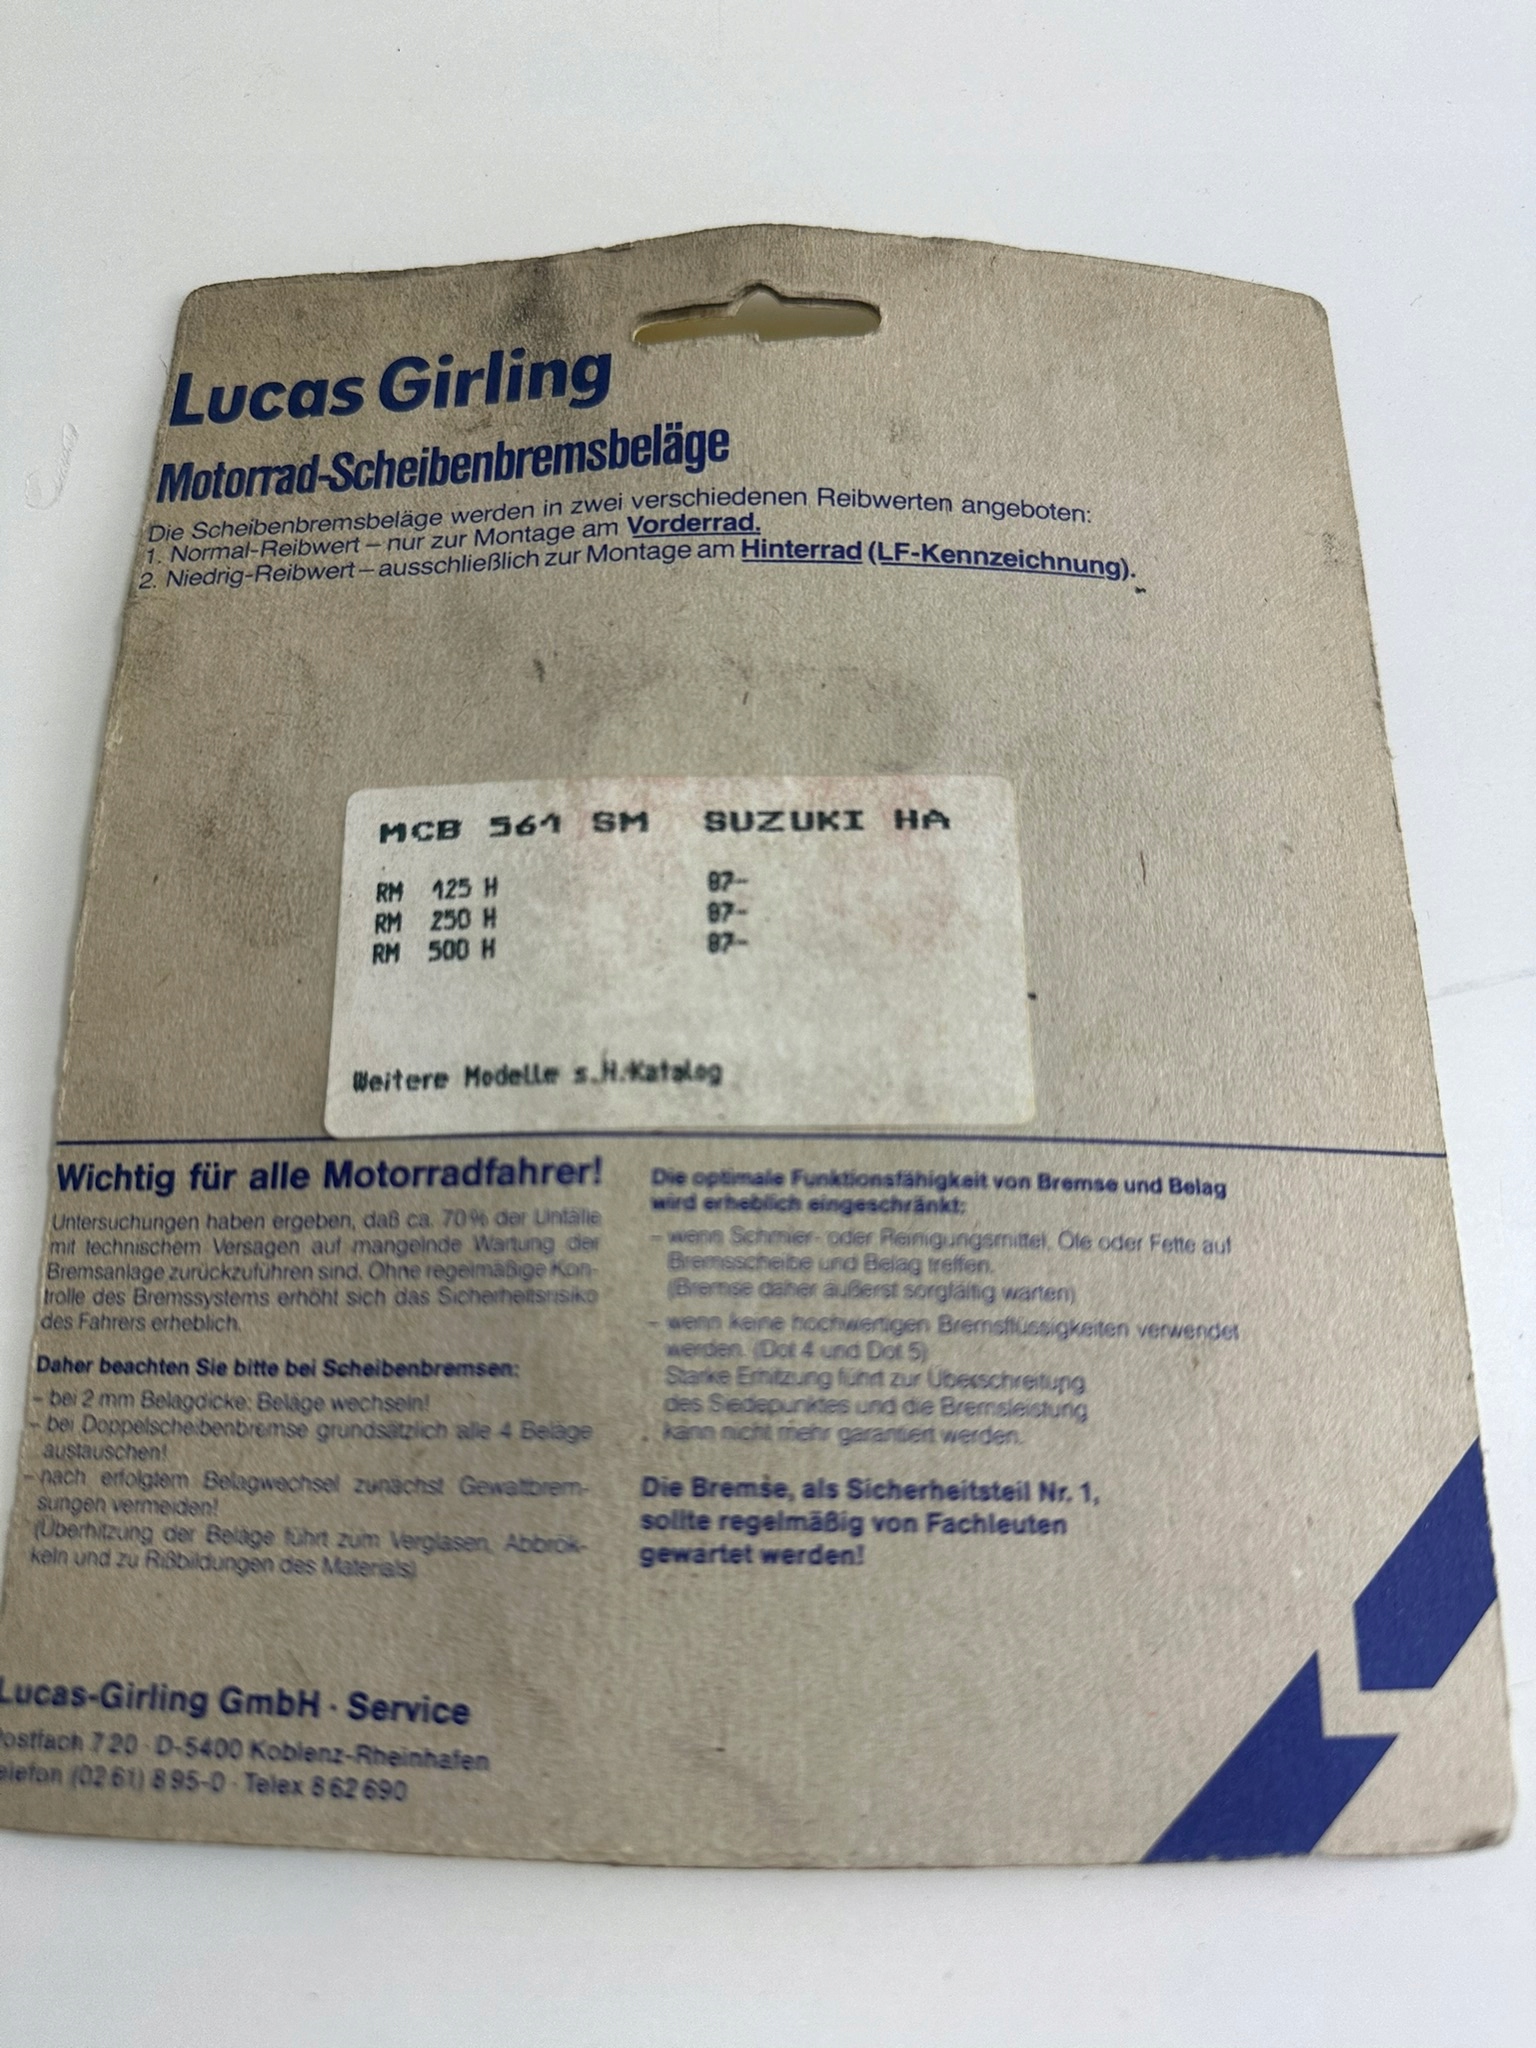 Lucas Girling
Motorrad-Scheibenbremsbeläge
Die Scheibenbremsbeläge werden in zwei verschiedenen Reibwerten angeboten:
1. Normal-Reibwert – nur zur Montage am Vorderrad.
2. Niedrig-Reibwert – ausschließlich zur Montage am Hinterrad (LF-Kennzeichnung).
MCB 561 SM SUZUKI HA
RM 125 H 87-
RM 250 H 87-
RM 500 H 87-
Weitere Modelle s.H.Katalog
Wichtig für alle Motorradfahrer!
Untersuchungen haben ergeben, daß ca. 70% der Unfälle
mit technischem Versagen auf mangelnde Wartung der
Bremsanlage zurückzuführen sind. Ohne regelmäßige Kon-
trolle des Bremssystems erhöht sich das Sicherheitsrisiko
des Fahrers erheblich.
Daher beachten Sie bitte bei Scheibenbremsen:
– bei 2 mm Belagdicke: Beläge wechseln!
– bei Doppelscheibenbremse grundsätzlich alle 4 Beläge
austauschen!
– nach erfolgtem Belagwechsel zunächst Gewaltbrem-
sungen vermeiden!
(Überhitzung der Beläge führt zum Verglasen, Abbrök-
keln und zu Rißbildungen des Materials)
Die optimale Funktionsfähigkeit von Bremse und Belag
wird erheblich eingeschränkt:
– wenn Schmier- oder Reinigungsmittel, Öle oder Fette auf
Bremsscheibe und Belag treffen.
(Bremse daher äußerst sorgfältig warten)
– wenn keine hochwertigen Bremsflüssigkeiten verwendet
werden. (Dot 4 und Dot 5)
Starke Erhitzung führt zur Überschreitung
des Siedepunktes und die Bremsleistung
kann nicht mehr garantiert werden.
Die Bremse, als Sicherheitsteil Nr. 1,
sollte regelmäßig von Fachleuten
gewartet werden!
Lucas-Girling GmbH · Service
Postfach 720 · D-5400 Koblenz-Rheinhafen
elefon (0261) 895-0 · Telex 862690